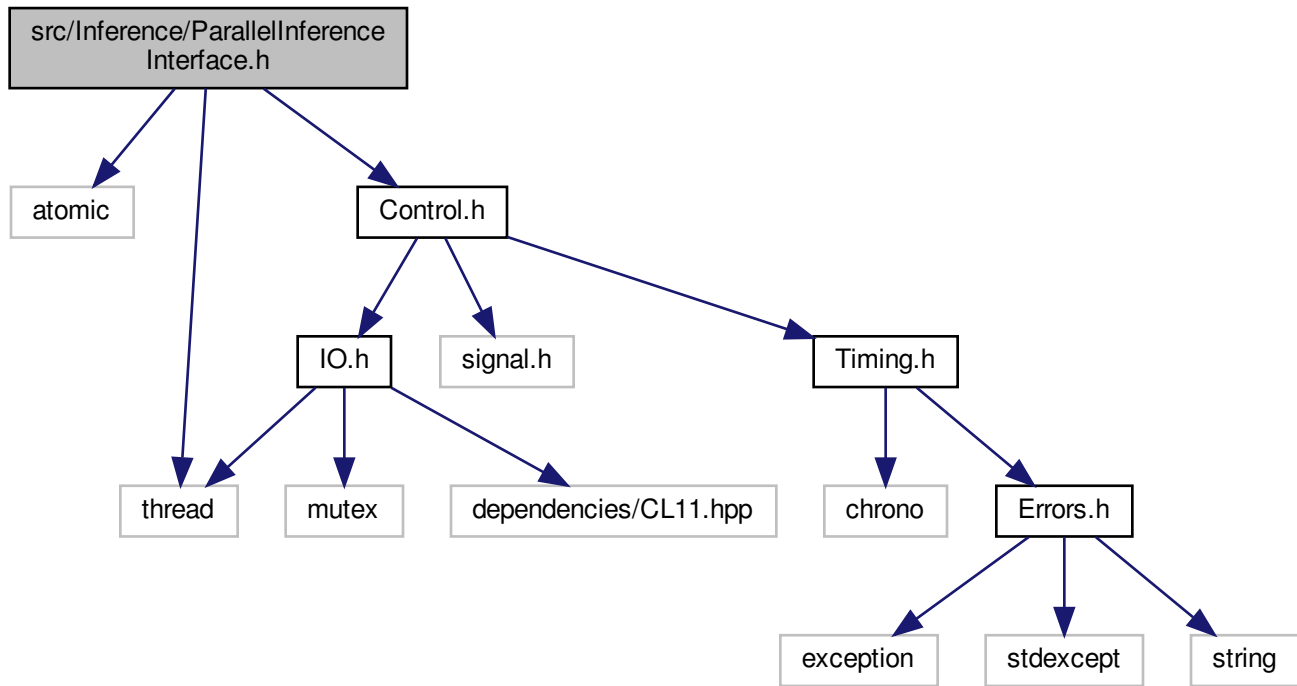 src/Inference/ParallelInference
Interface.h
atomic
Control.h
IO.h
signal.h
Timing.h
thread
mutex
dependencies/CL11.hpp
chrono
Errors.h
exception
stdexcept
string